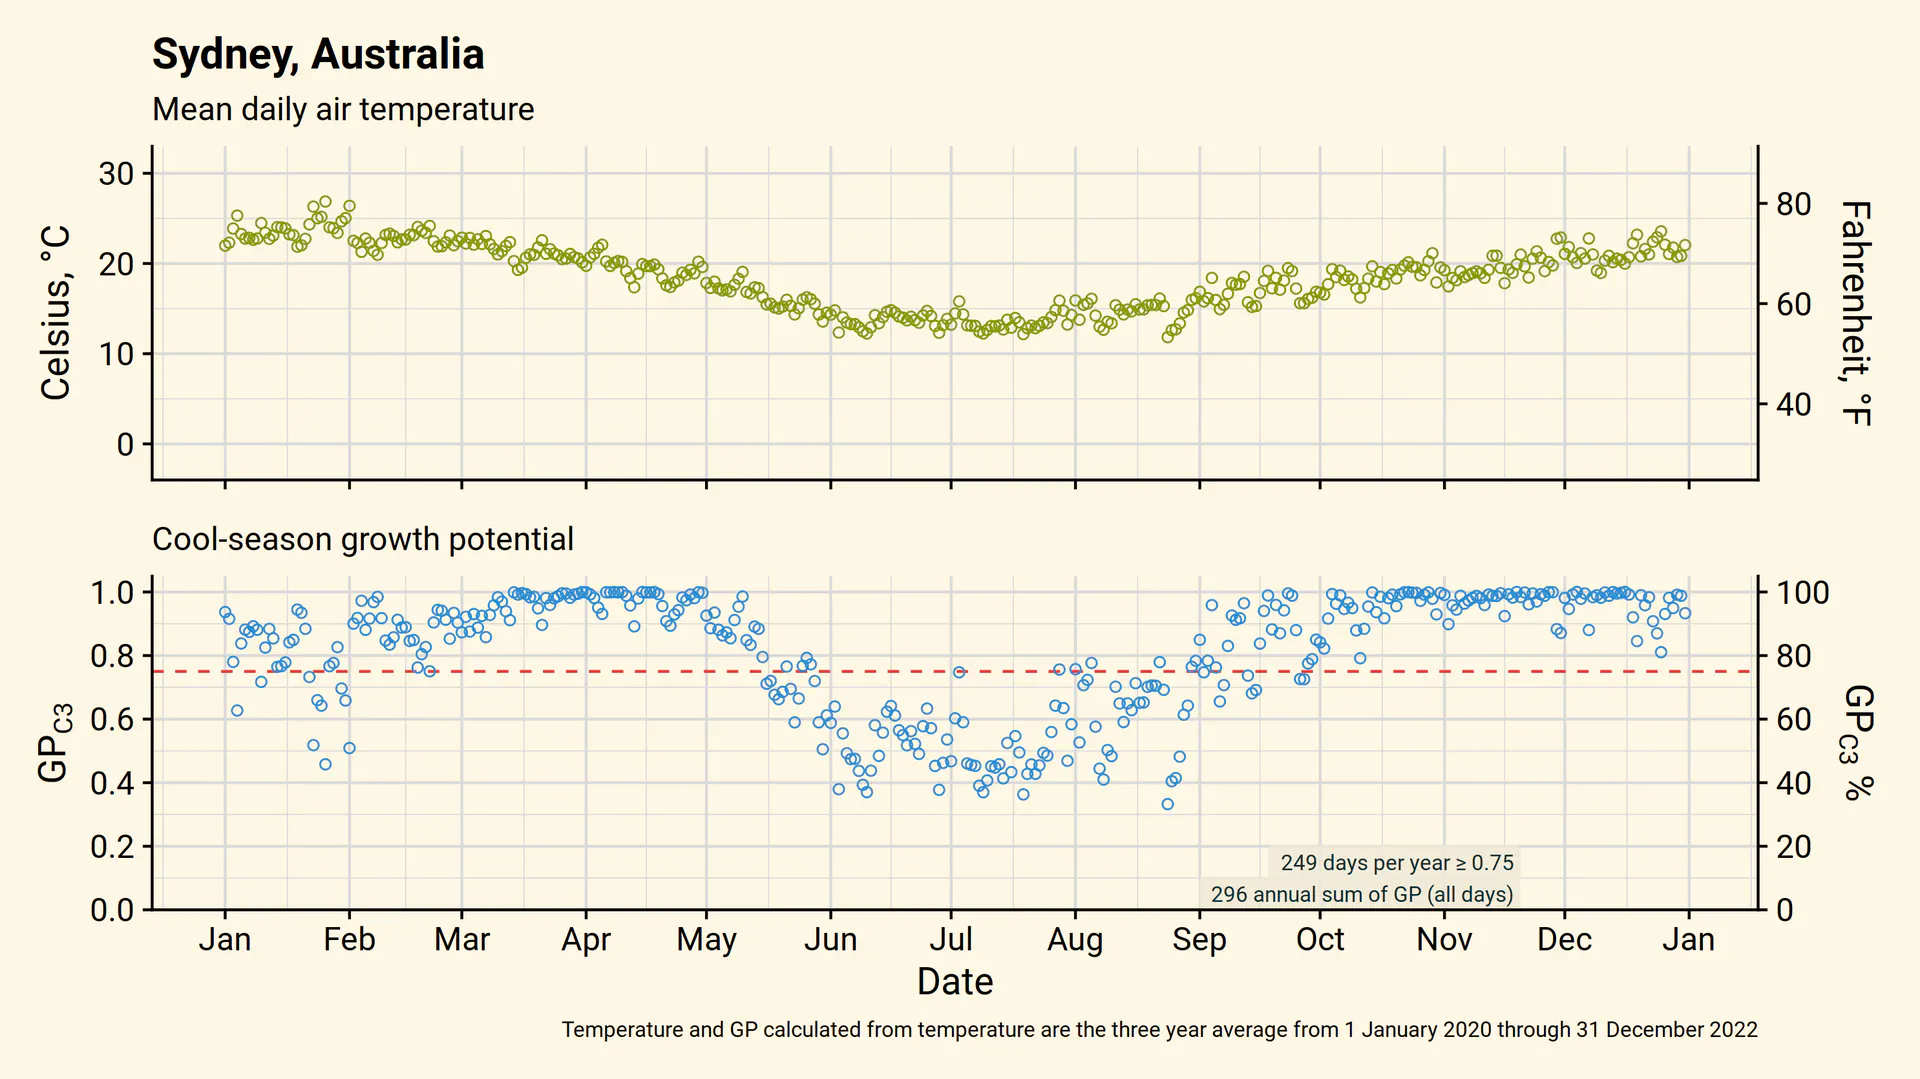 Sydney, Australia
Mean daily air temperature
30
20
10
0
Celsius, °C
80
60
40
Fahrenheit, °F
Cool-season growth potential
1.0
0.8
0.6
0.4
0.2
0.0
GPC3
100
80
60
40
20
0
GPC3 %
249 days per year ≥ 0.75
296 annual sum of GP (all days)
Jan Feb Mar Apr May Jun Jul Aug Sep Oct Nov Dec Jan
Date
Temperature and GP calculated from temperature are the three year average from 1 January 2020 through 31 December 2022